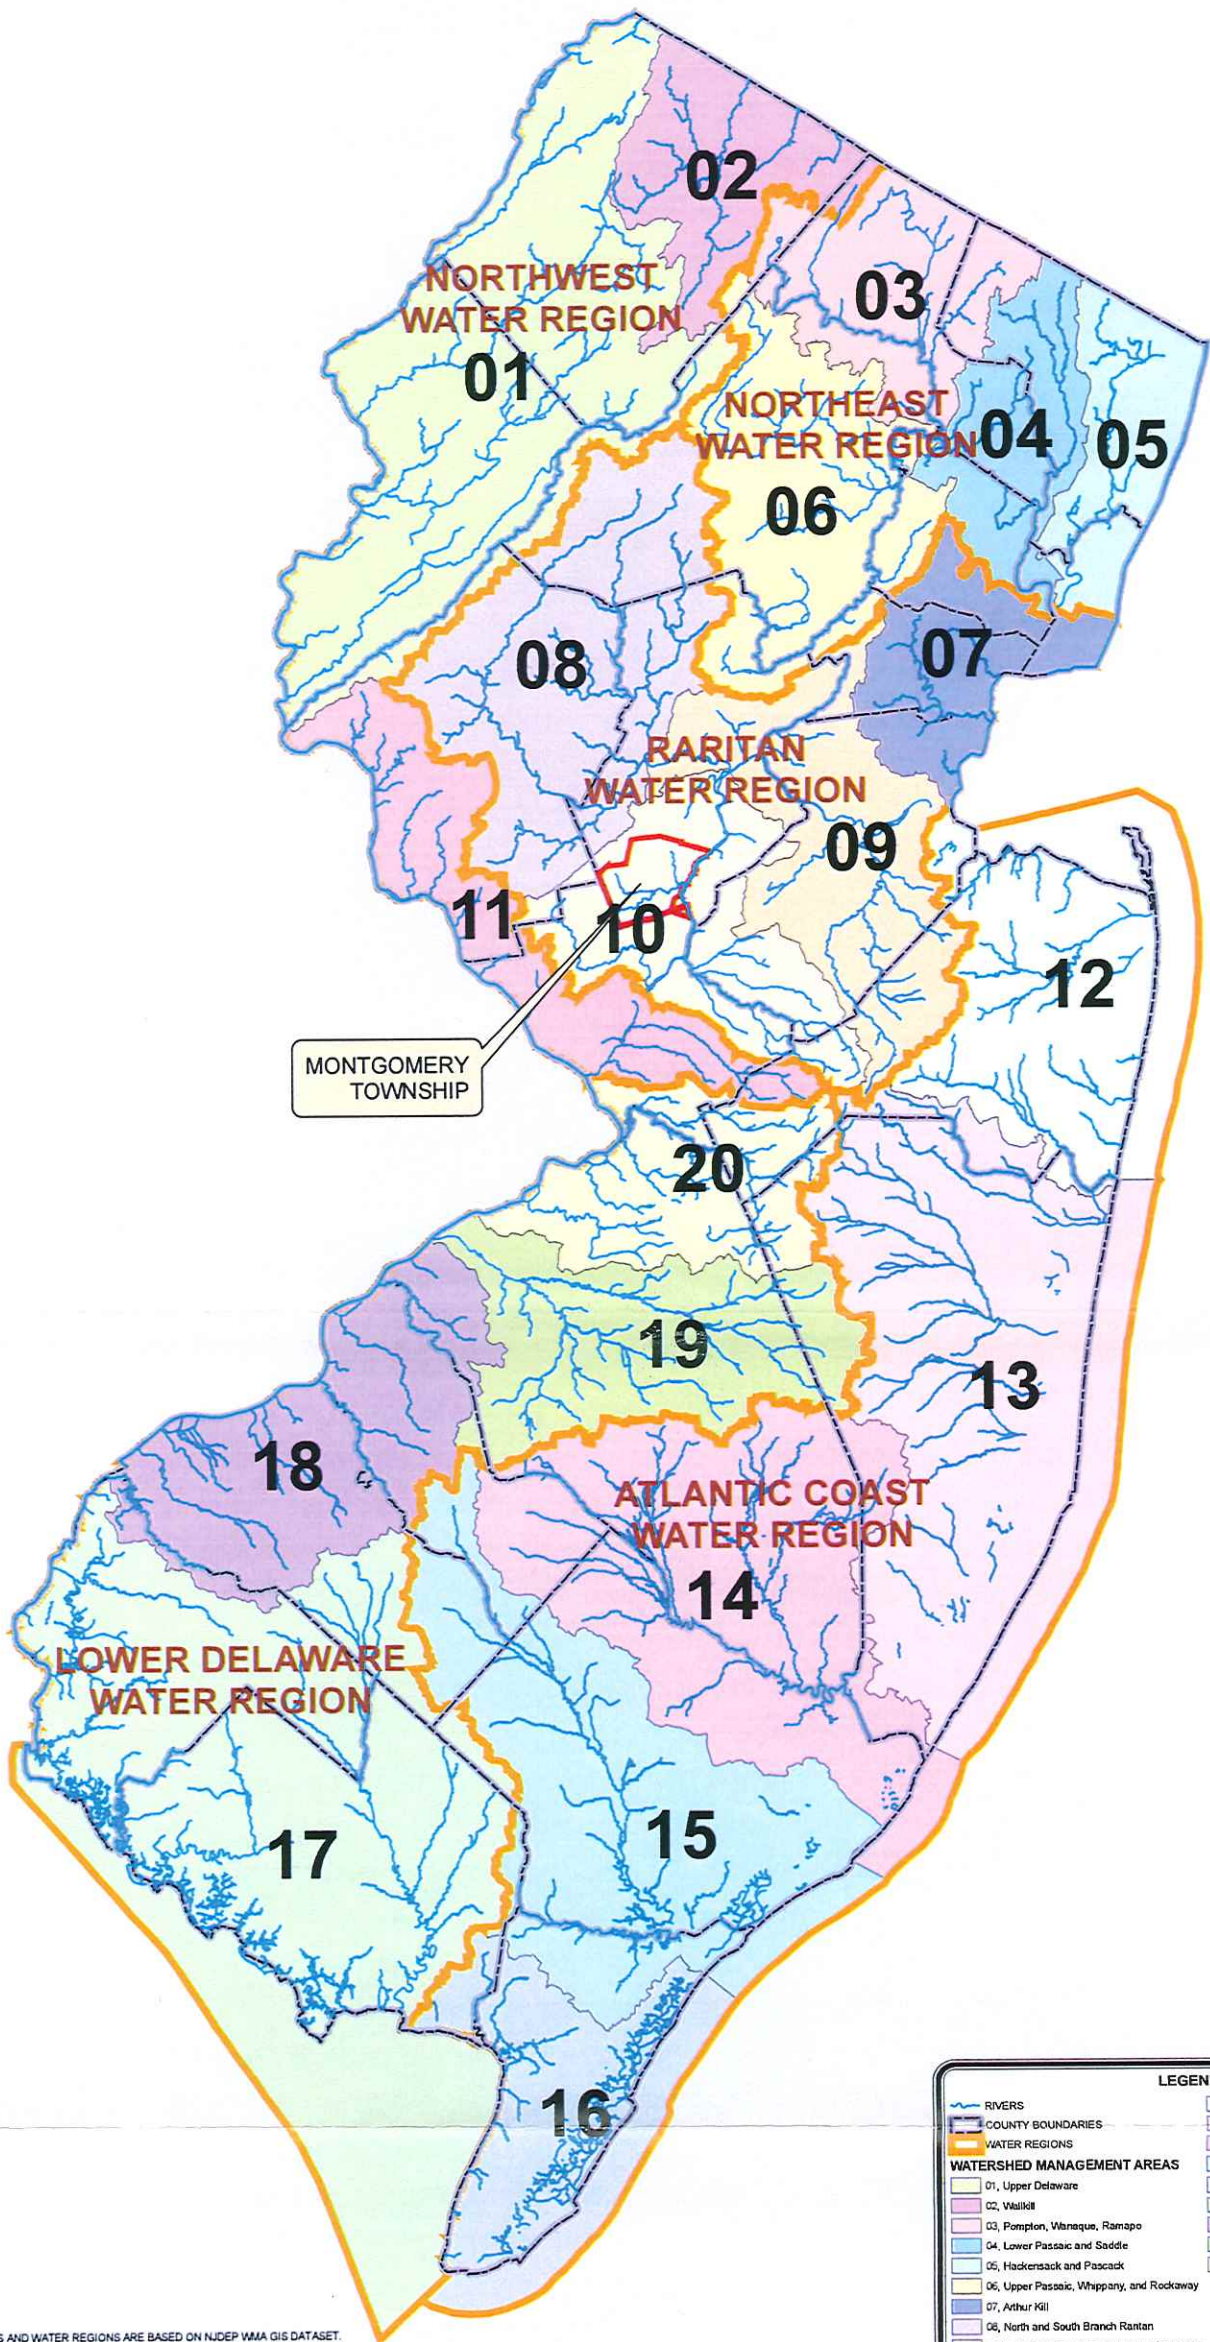 02
NORTHWEST
WATER REGION
03
01
NORTHEAST
WATER REGION
04
05
06
08
07
RARITAN
WATER REGION
09
11
10
12
MONTGOMERY
TOWNSHIP
20
19
13
18
ATLANTIC COAST
WATER REGION
14
LOWER DELAWARE
WATER REGION
15
17
16
LEGEN
RIVERS
COUNTY BOUNDARIES
WATER REGIONS
WATERSHED MANAGEMENT AREAS
01, Upper Delaware
02, Wallkill
03, Pompton, Wanaque, Ramapo
04, Lower Passaic and Saddle
05, Hackensack and Pascack
06, Upper Passaic, Whippany, and Rockaway
07, Arthur Kill
08, North and South Branch Raritan
S AND WATER REGIONS ARE BASED ON NJDEP WMA GIS DATASET.